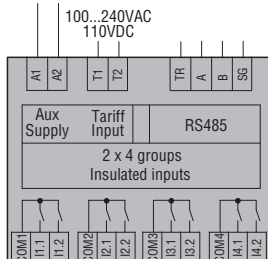 100...240VAC
110VDC
A1 A2 T1 T2 TR A B SG
Aux Supply
Tariff Input
RS485
2 x 4 groups
Insulated inputs
COM1 I1.1 I1.2 COM2 I2.1 I2.2 COM3 I3.1 I3.2 COM4 I4.1 I4.2